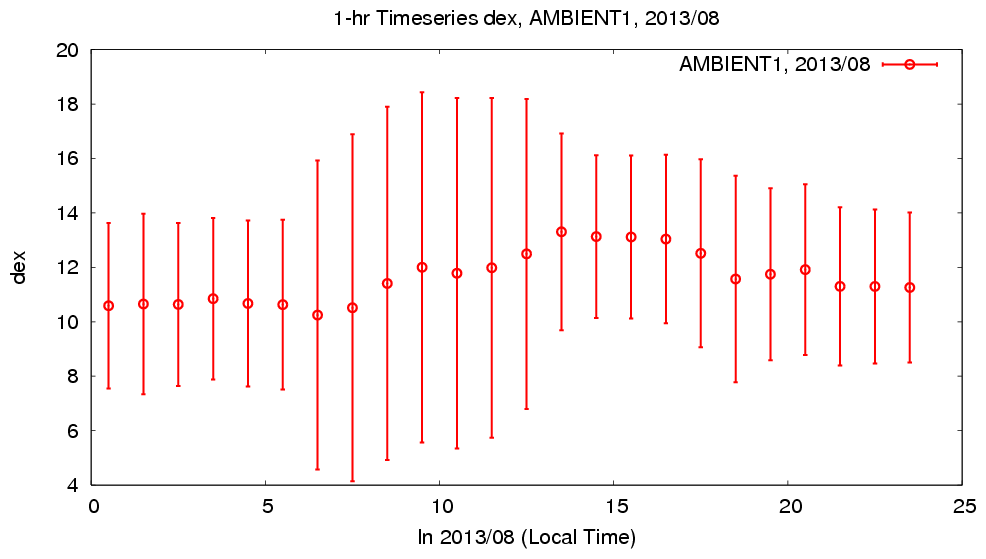 1-hr Timeseries dex, AMBIENT1, 2013/08
AMBIENT1, 2013/08
20
18
16
14
12
10
8
6
4
dex
0 5 10 15 20 25
In 2013/08 (Local Time)